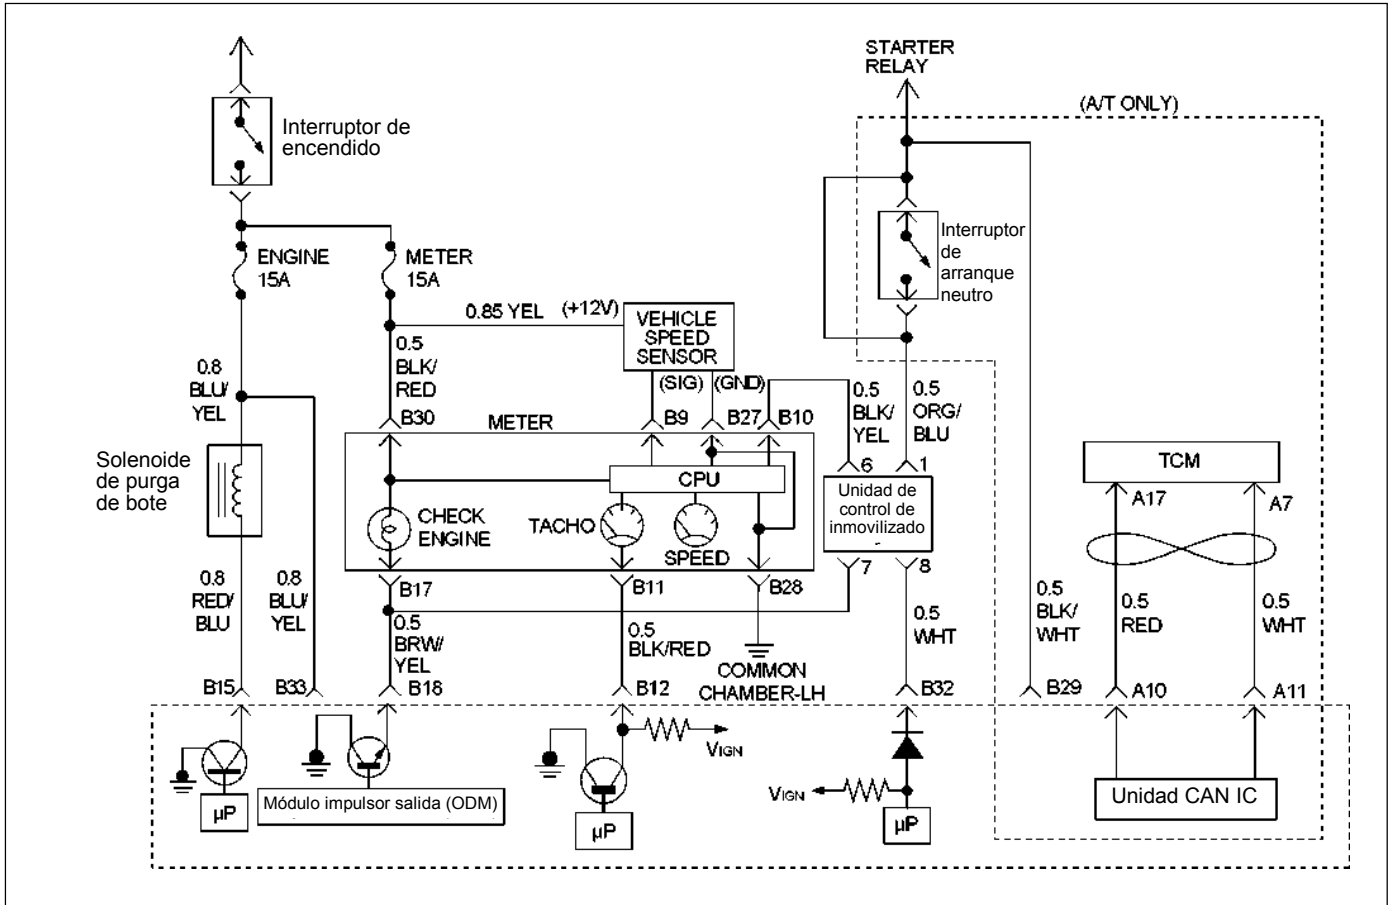 STARTER
RELAY
(A/T ONLY)
Interruptor de
encendido
ENGINE
15A
METER
15A
Interruptor
de
arranque
neutro
0.85 YEL
(+12V)
VEHICLE
SPEED
SENSOR
0.8
BLU/
YEL
0.5
BLK/
RED
(SIG)
(GND)
0.5
BLK/
YEL
0.5
ORG/
BLU
B30
METER
B9
B27
B10
Solenoide
de purga
de bote
CPU
6
1
TCM
Unidad de
control de
inmovilizado
A17
A7
CHECK
ENGINE
TACHO
SPEED
7
8
B17
B11
B28
0.8
RED/
BLU
0.8
BLU/
YEL
0.5
BRW/
YEL
0.5
BLK/RED
COMMON
CHAMBER-LH
0.5
WHT
0.5
BLK/
WHT
0.5
RED
0.5
WHT
B15
B33
B18
B12
B32
B29
A10
A11
VIGN
VIGN
µP
Módulo impulsor salida (ODM)
µP
µP
Unidad CAN IC